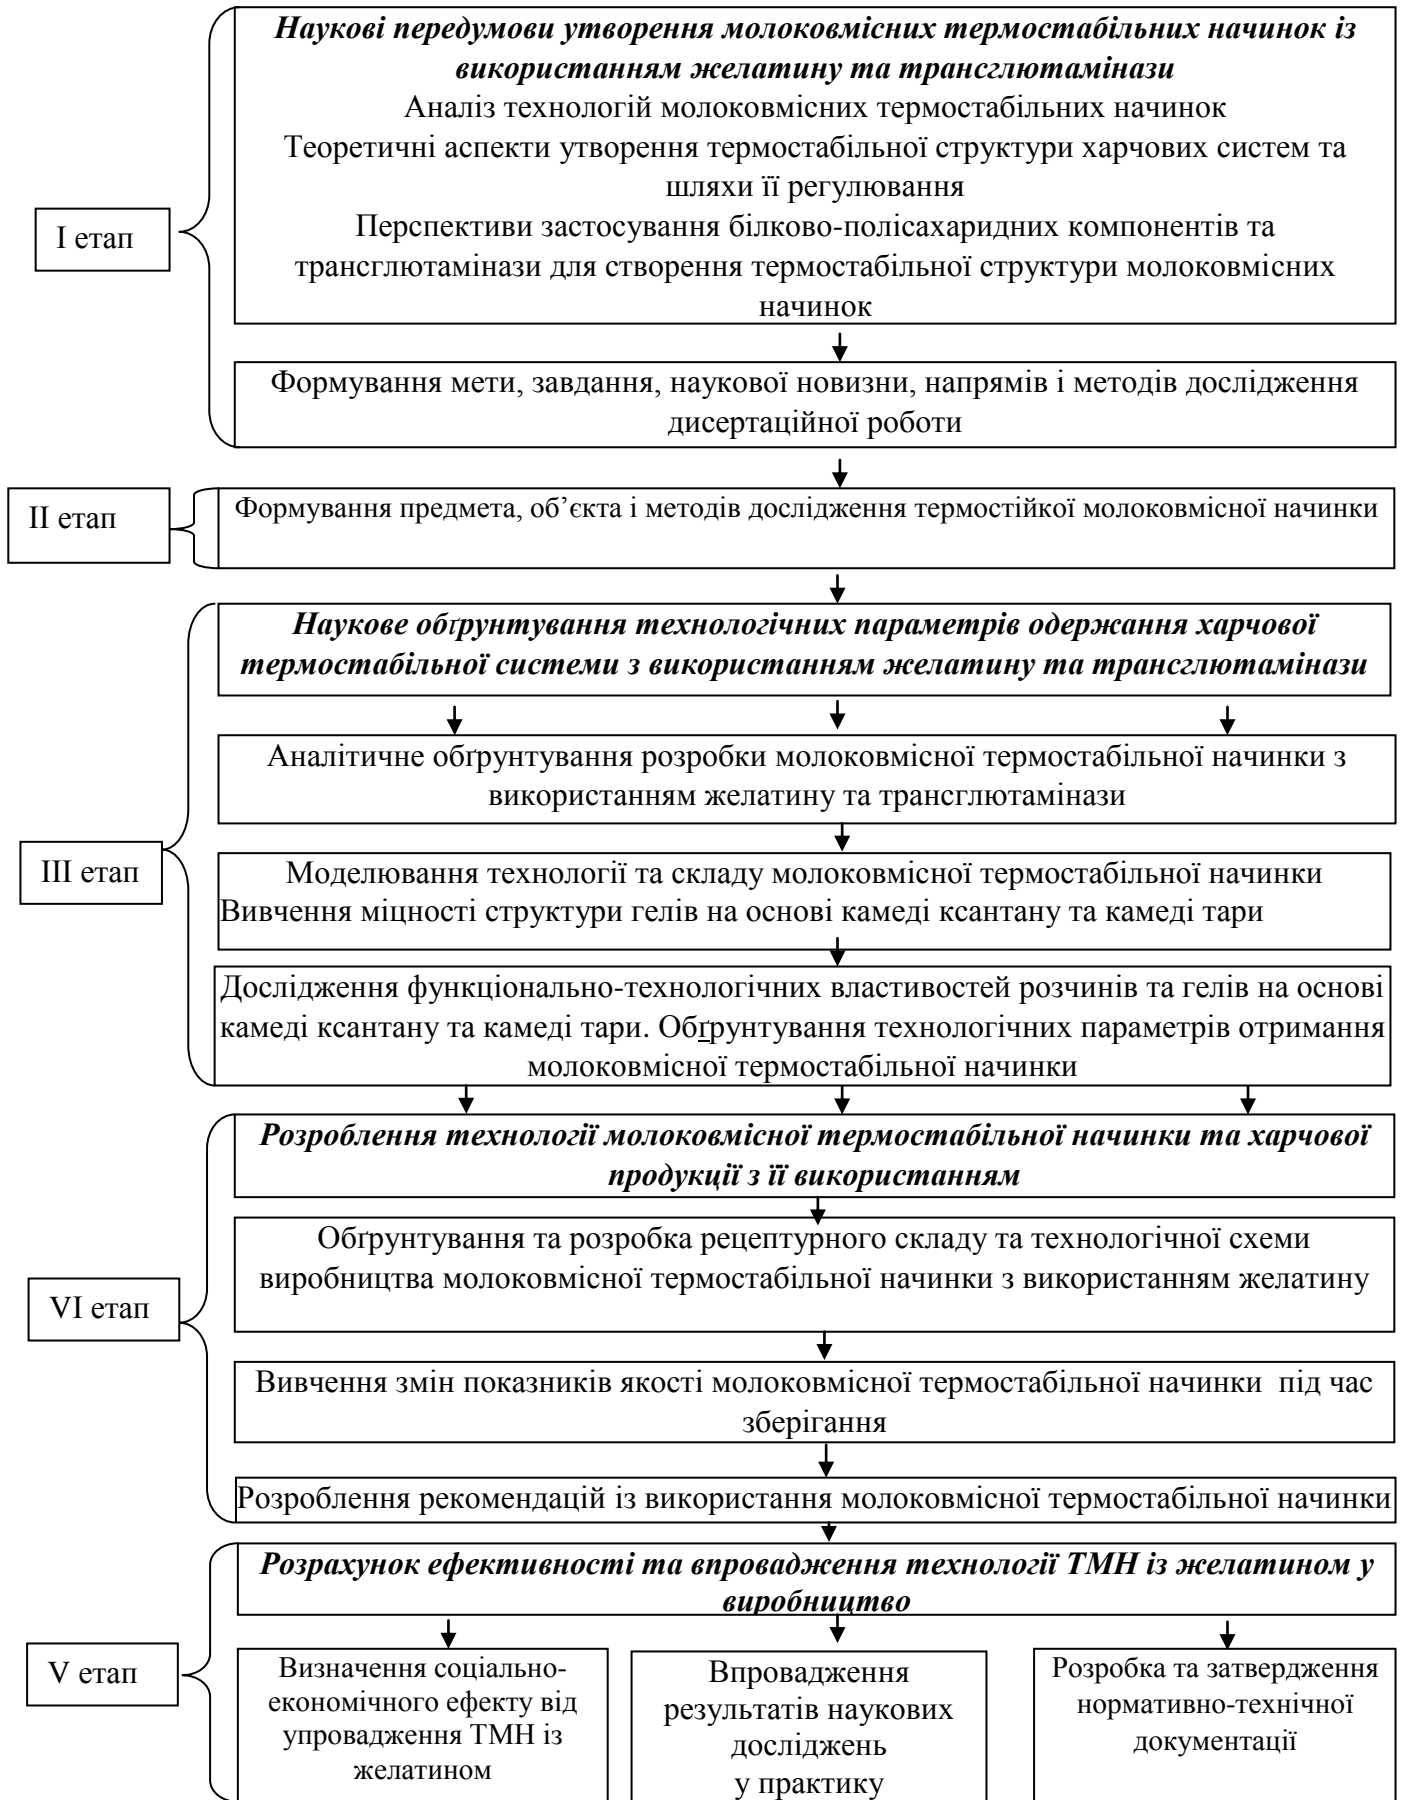 Наукові передумови утворення молоковмісних термостабільних начинок із
використанням желатину та трансглютамінази
Аналіз технологій молоковмісних термостабільних начинок
Теоретичні аспекти утворення термостабільної структури харчових систем та
шляхи її регулювання
Перспективи застосування білково-полісахаридних компонентів та
трансглютамінази для створення термостабільної структури молоковмісних
начинок
І етап
Формування мети, завдання, наукової новизни, напрямів і методів дослідження
дисертаційної роботи
ІІ етап
Формування предмета, об’єкта і методів дослідження термостійкої молоковмісної начинки
Наукове обґрунтування технологічних параметрів одержання харчової
термостабільної системи з використанням желатину та трансглютамінази
Аналітичне обґрунтування розробки молоковмісної термостабільної начинки з
використанням желатину та трансглютамінази
ІІІ етап
Моделювання технології та складу молоковмісної термостабільної начинки
Вивчення міцності структури гелів на основі камеді ксантану та камеді тари
Дослідження функціонально-технологічних властивостей розчинів та гелів на основі
камеді ксантану та камеді тари. Обґрунтування технологічних параметрів отримання
молоковмісної термостабільної начинки
Розроблення технології молоковмісної термостабільної начинки та харчової
продукції з її використанням
Обґрунтування та розробка рецептурного складу та технологічної схеми
виробництва молоковмісної термостабільної начинки з використанням желатину
VI етап
Вивчення змін показників якості молоковмісної термостабільної начинки під час
зберігання
Розроблення рекомендацій із використання молоковмісної термостабільної начинки
Розрахунок ефективності та впровадження технології ТМН із желатином у
виробництво
V етап
Визначення соціально-
економічного ефекту від
упровадження ТМН із
желатином
Впровадження
результатів наукових
досліджень
у практику
Розробка та затвердження
нормативно-технічної
документації